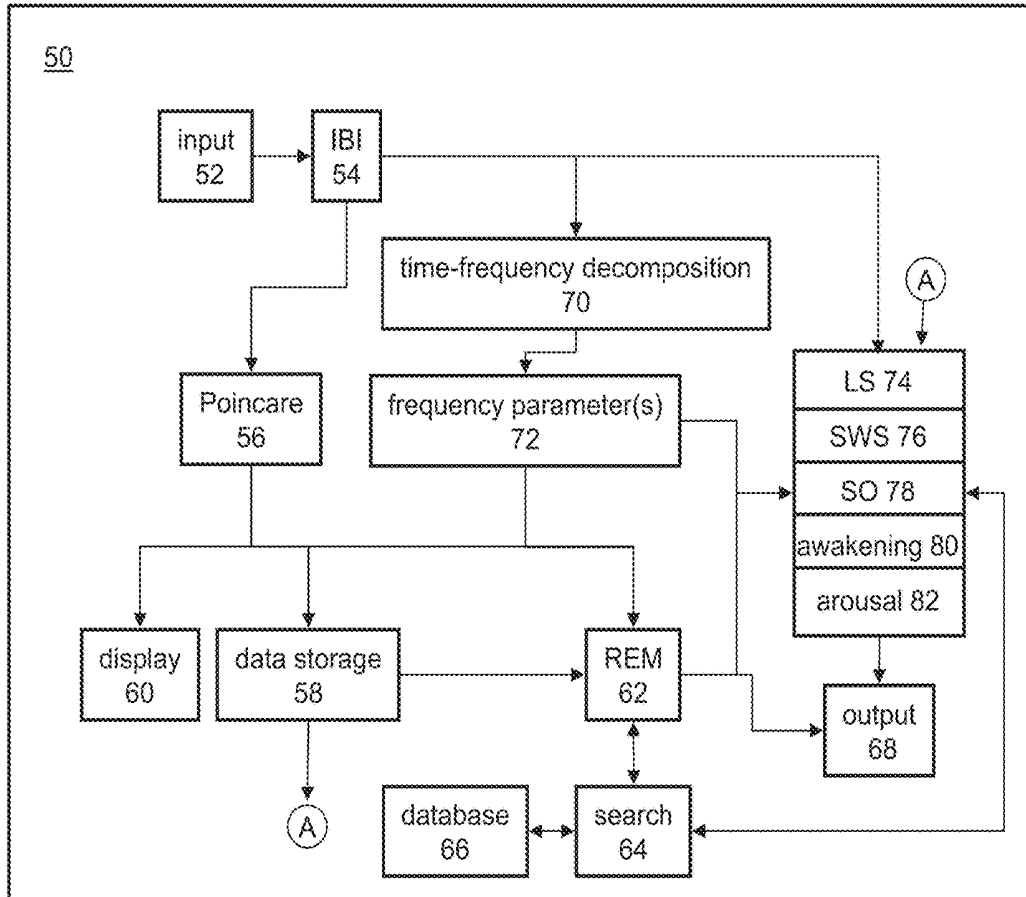 50
input
52
IBI
54
time-frequency decomposition
70
A
Poincare
56
frequency parameter(s)
72
LS 74
SWS 76
SO 78
awakening 80
arousal 82
display
60
data storage
58
REM
62
output
68
A
database
66
search
64